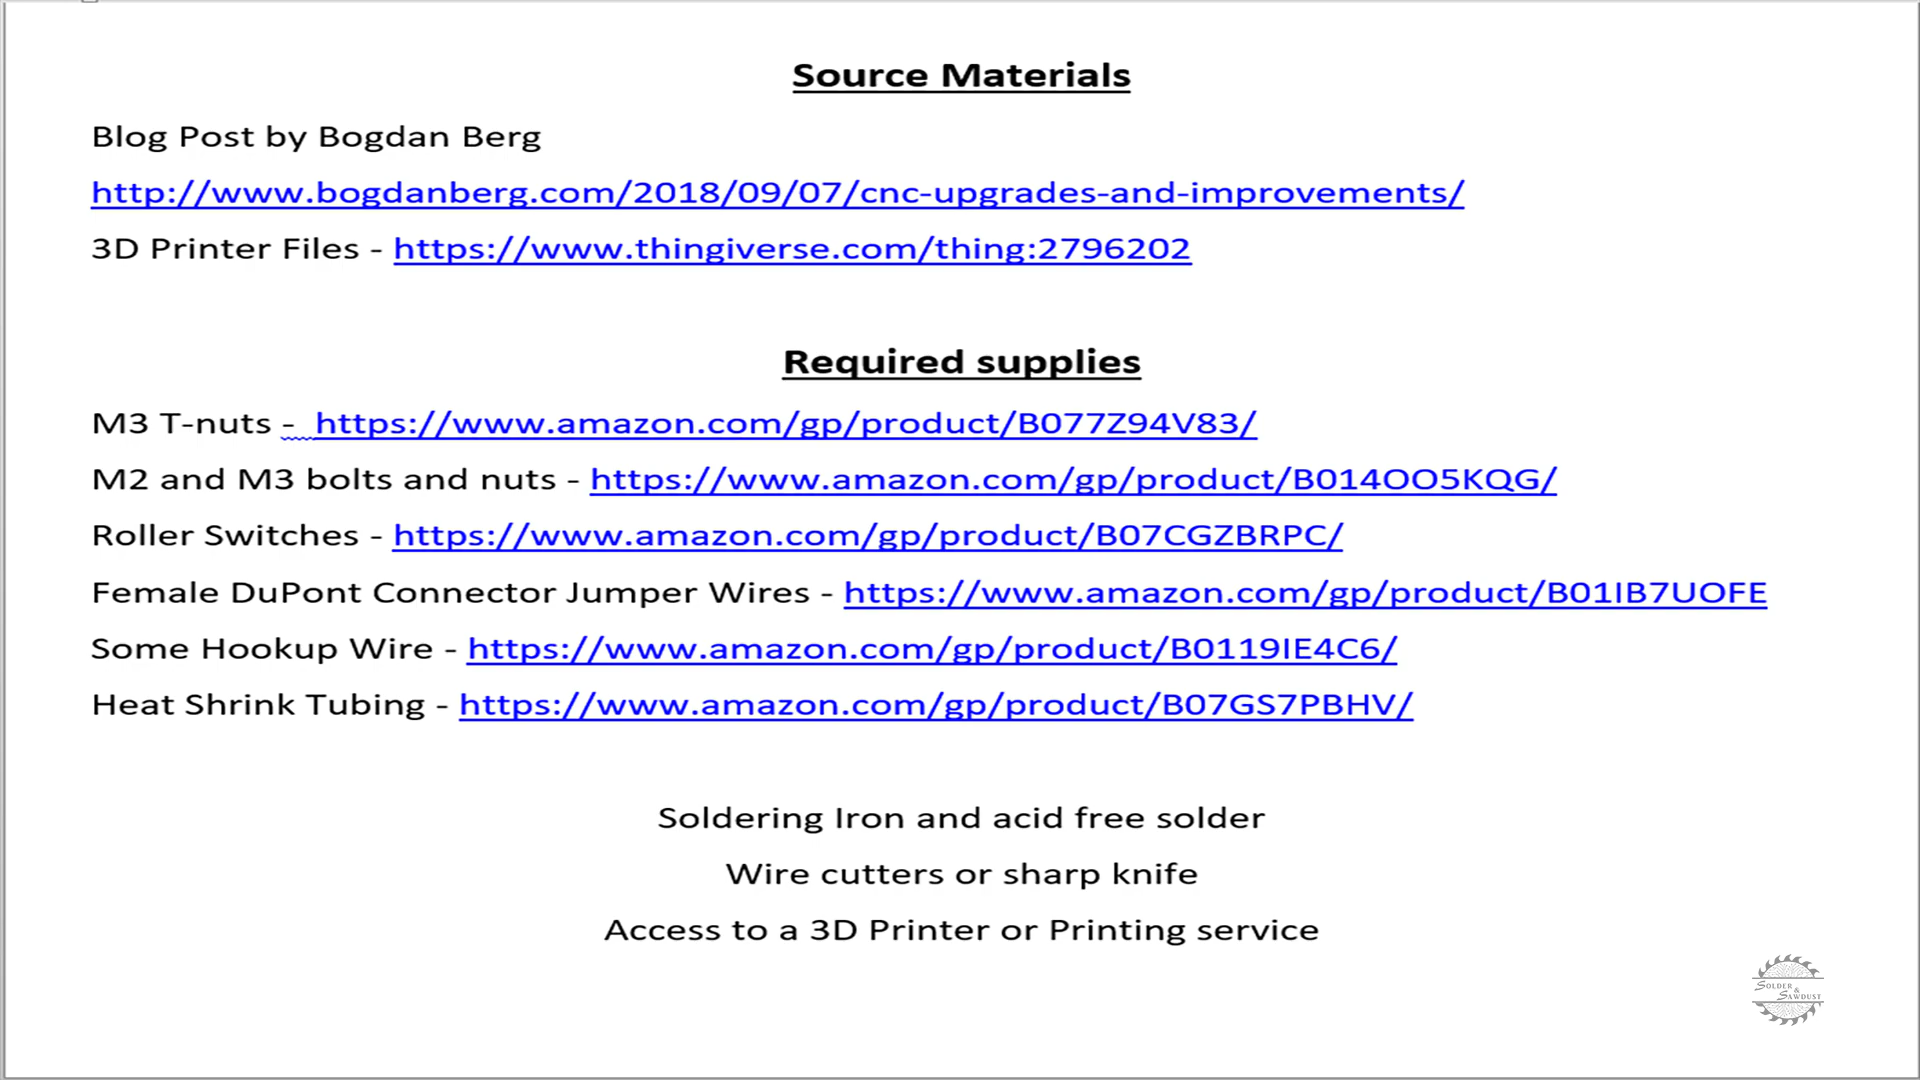 Source Materials
Blog Post by Bogdan Berg
http://www.bogdanberg.com/2018/09/07/cnc-upgrades-and-improvements/
3D Printer Files - https://www.thingiverse.com/thing:2796202
Required supplies
M3 T-nuts -  https://www.amazon.com/gp/product/B077Z94V83/
M2 and M3 bolts and nuts - https://www.amazon.com/gp/product/B014OO5KQG/
Roller Switches - https://www.amazon.com/gp/product/B07CGZBRPC/
Female DuPont Connector Jumper Wires - https://www.amazon.com/gp/product/B01IB7UOFE
Some Hookup Wire - https://www.amazon.com/gp/product/B0119IE4C6/
Heat Shrink Tubing - https://www.amazon.com/gp/product/B07GS7PBHV/
Soldering Iron and acid free solder
Wire cutters or sharp knife
Access to a 3D Printer or Printing service
SOLDER
&
SAWDUST